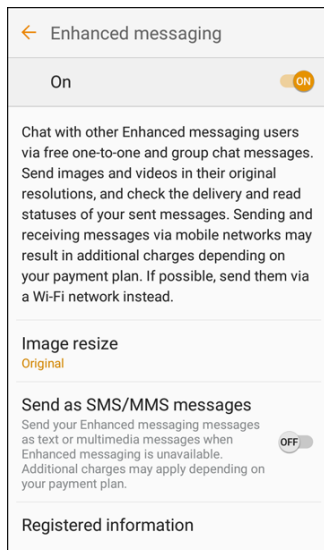 Enhanced messaging
On
ON
Chat with other Enhanced messaging users
via free one-to-one and group chat messages.
Send images and videos in their original
resolutions, and check the delivery and read
statuses of your sent messages. Sending and
receiving messages via mobile networks may
result in additional charges depending on
your payment plan. If possible, send them via
a Wi-Fi network instead.
Image resize
Original
Send as SMS/MMS messages
Send your Enhanced messaging messages
as text or multimedia messages when
Enhanced messaging is unavailable.
Additional charges may apply depending on
your payment plan.
OFF
Registered information